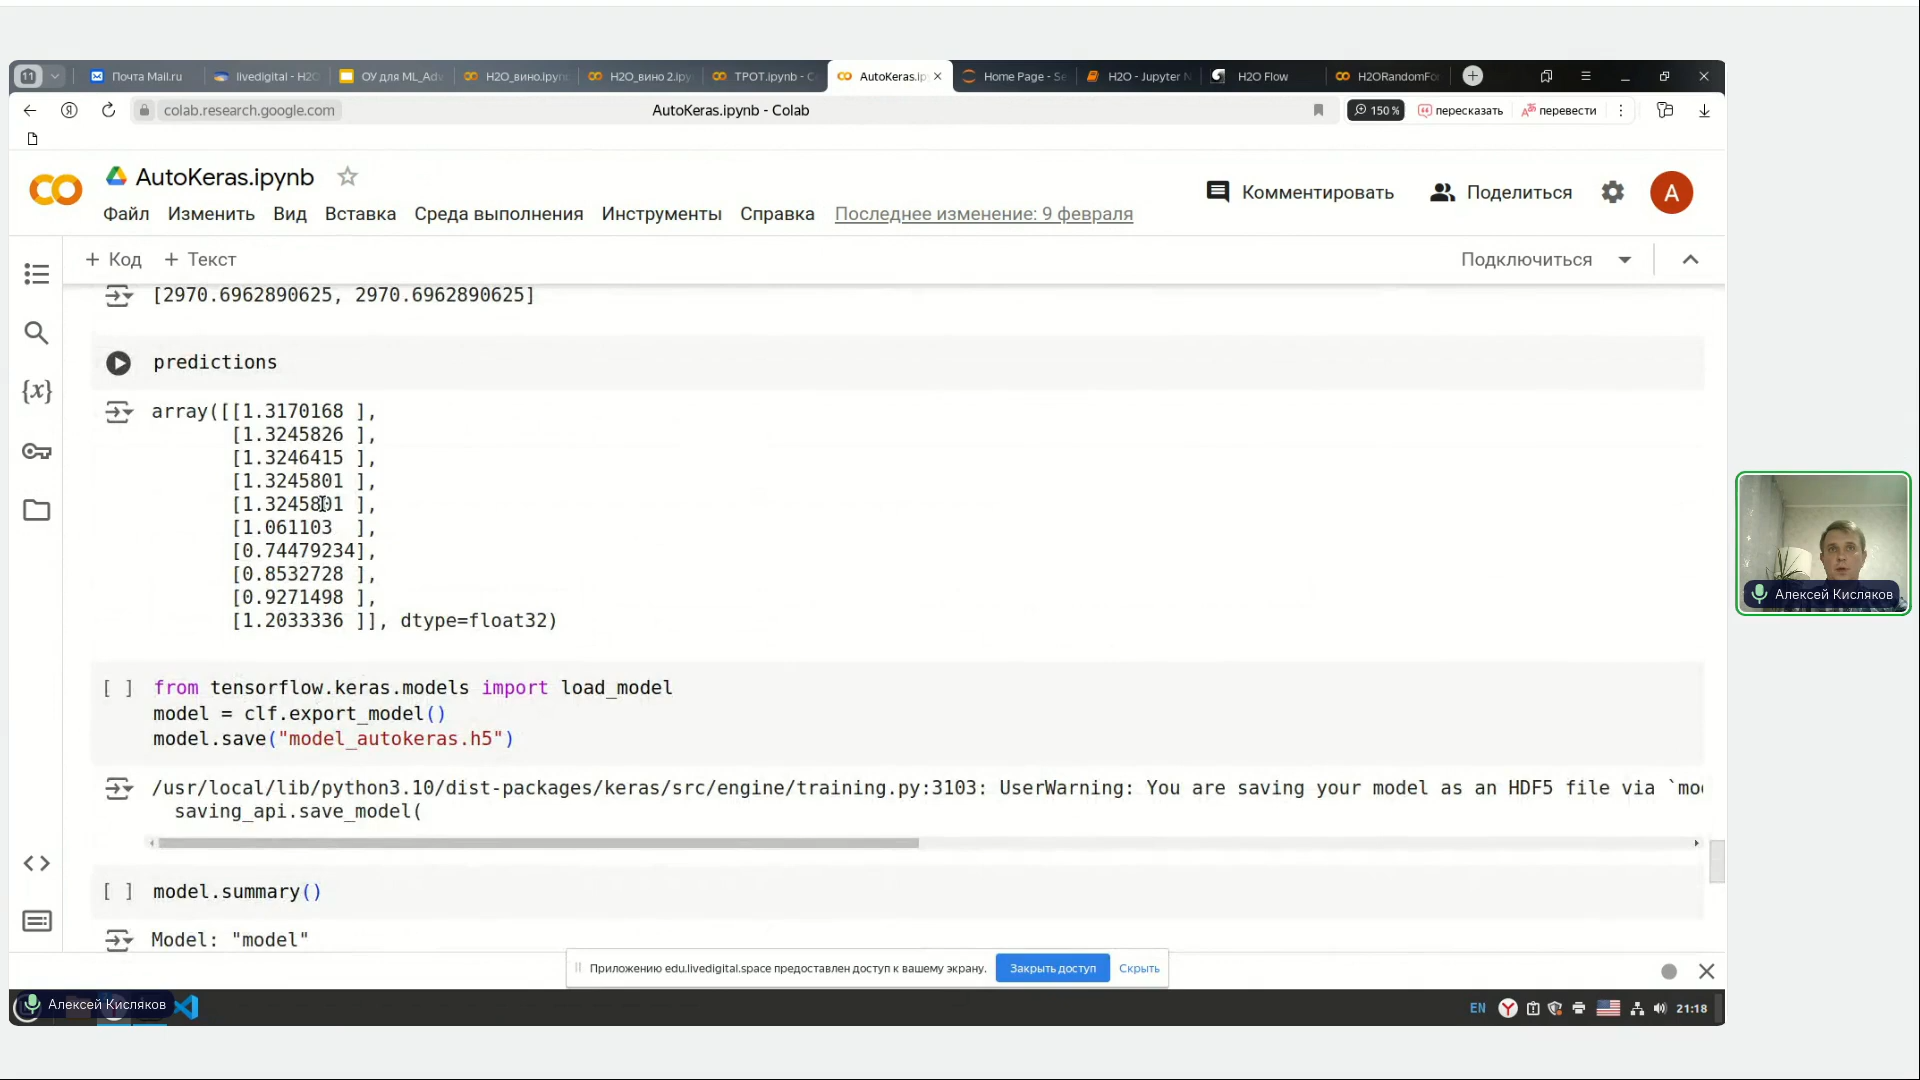 11
Почта Mail.ru
livedigital - H2O
ОУ для ML_Adv
H2O_вино.ipyn
H2O_вино 2.ipy
TPOT.ipynb - C
AutoKeras.ip
Home Page - Se
H2O - Jupyter N
H2O Flow
H2ORandomFo
colab.research.google.com
AutoKeras.ipynb - Colab
150 %
пересказать
перевести
AutoKeras.ipynb
Комментировать
Поделиться
A
Файл Изменить Вид Вставка Среда выполнения Инструменты Справка Последнее изменение: 9 февраля
+ Код + Текст
Подключиться
[2970.6962890625, 2970.6962890625]
predictions
array([[1.3170168 ],
[1.3245826 ],
[1.3246415 ],
[1.3245801 ],
[1.3245801 ],
[1.061103  ],
[0.74479234],
[0.8532728 ],
[0.9271498 ],
[1.2033336 ]], dtype=float32)
[ ] from tensorflow.keras.models import load_model
model = clf.export_model()
model.save("model_autokeras.h5")
/usr/local/lib/python3.10/dist-packages/keras/src/engine/training.py:3103: UserWarning: You are saving your model as an HDF5 file via `mod
saving_api.save_model(
[ ] model.summary()
Model: "model"
Приложению edu.livedigital.space предоставлен доступ к вашему экрану.
Закрыть доступ
Скрыть
Алексей Кисляков
EN
21:18
Алексей Кисляков